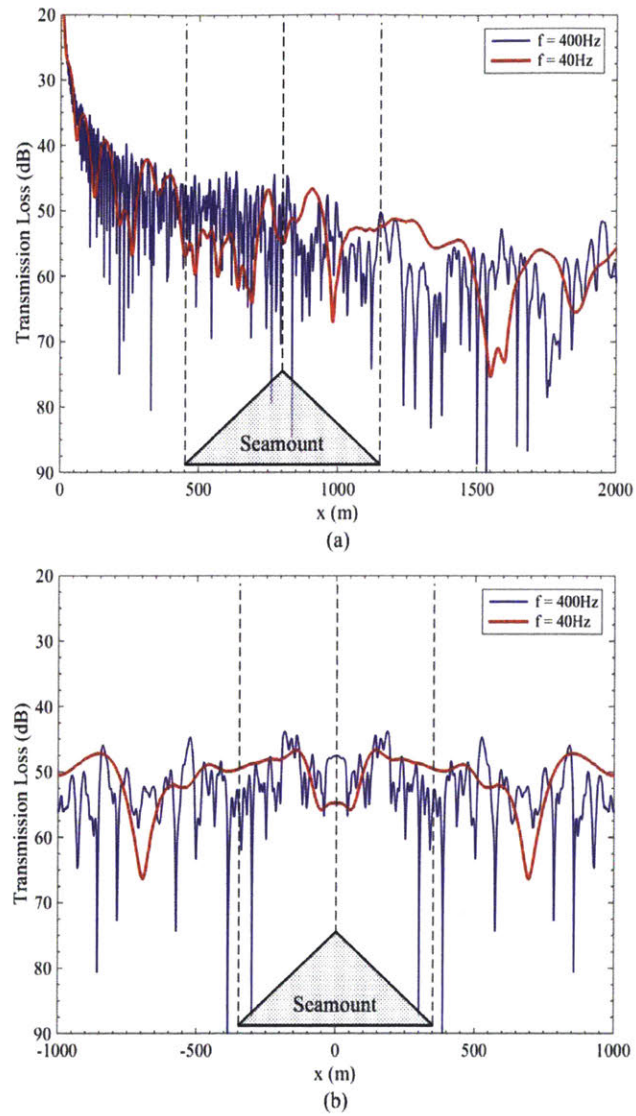 20
30
40
50
60
70
80
90
Transmission Loss (dB)
f = 400Hz
f = 40Hz
Seamount
0
500
1000
1500
2000
x (m)
(a)
20
30
40
50
60
70
80
90
Transmission Loss (dB)
f = 400Hz
f = 40Hz
Seamount
-1000
-500
0
500
1000
x (m)
(b)